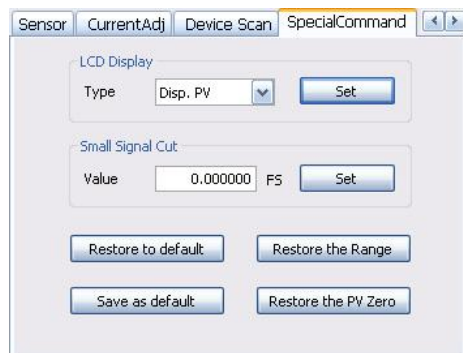 Sensor CurrentAdj Device Scan SpecialCommand
LCD Display
Type Disp. PV Set
Small Signal Cut
Value 0.000000 FS Set
Restore to default Restore the Range
Save as default Restore the PV Zero